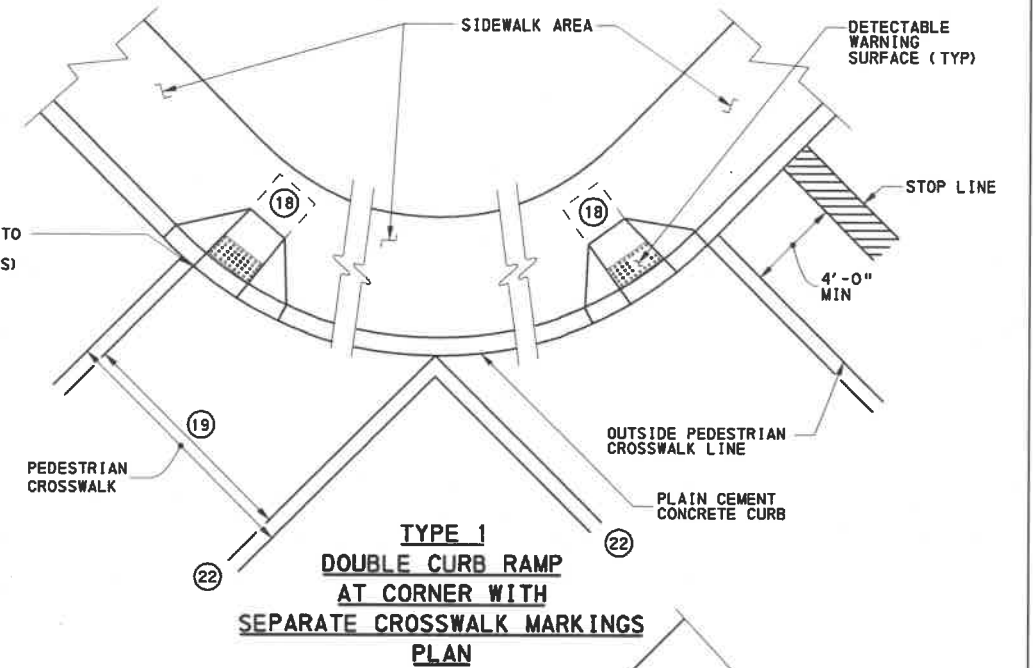 SIDEWALK AREA
DETECTABLE
WARNING
SURFACE (TYP)
18
18
STOP LINE
TO
S)
4'-0"
MIN
19
PEDESTRIAN
CROSSWALK
OUTSIDE PEDESTRIAN
CROSSWALK LINE
PLAIN CEMENT
CONCRETE CURB
22
22
TYPE 1
DOUBLE CURB RAMP
AT CORNER WITH
SEPARATE CROSSWALK MARKINGS
PLAN